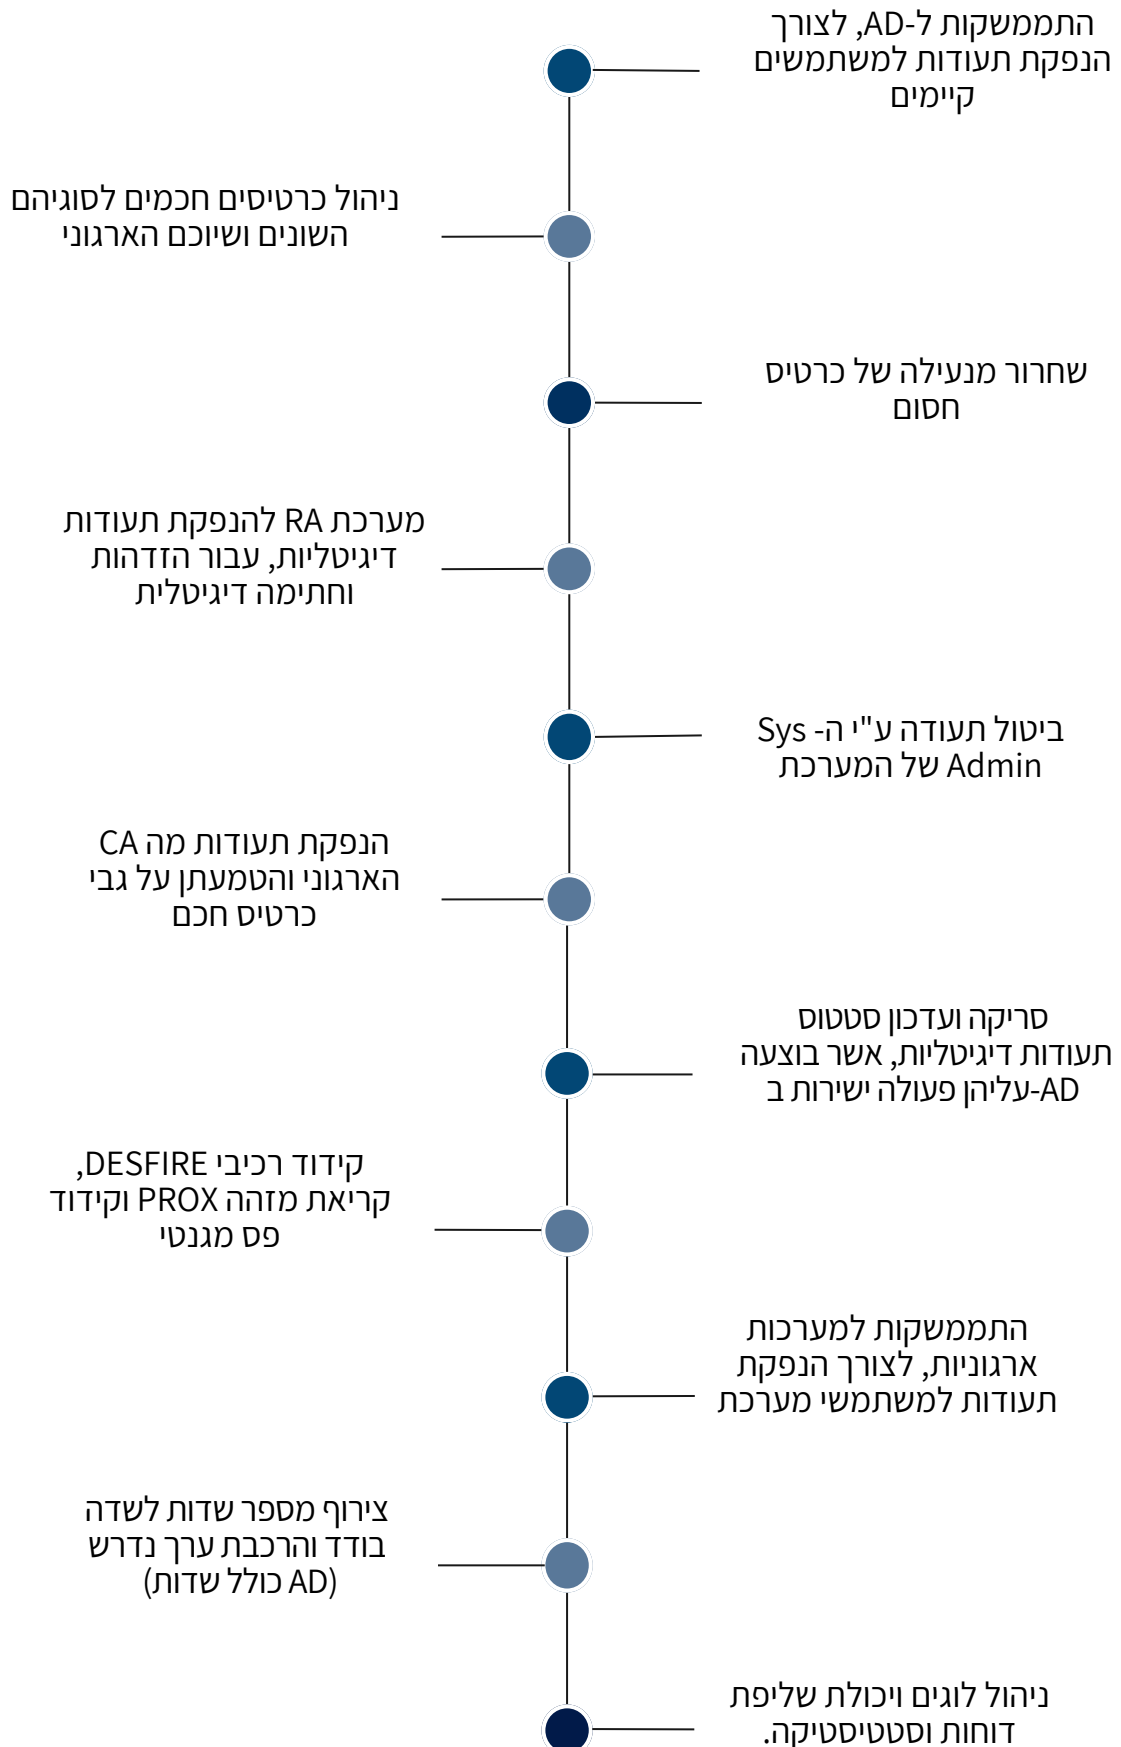 התממשקות ל-AD, לצורך
הנפקת תעודות למשתמשים
קיימים
ניהול כרטיסים חכמים לסוגיהם
השונים ושיוכם הארגוני
שחרור מנעילה של כרטיס
חסום
מערכת RA להנפקת תעודות
דיגיטליות, עבור הזדהות
וחתימה דיגיטלית
ביטול תעודה ע"י ה- Sys
Admin של המערכת
הנפקת תעודות מה CA
הארגוני והטמעתן על גבי
כרטיס חכם
סריקה ועדכון סטטוס
תעודות דיגיטליות, אשר בוצעה
עליהן פעולה ישירות ב-AD
קידוד רכיבי DESFIRE,
קריאת מזהה PROX וקידוד
פס מגנטי
התממשקות למערכות
ארגוניות, לצורך הנפקת
תעודות למשתמשי מערכת
צירוף מספר שדות לשדה
בודד והרכבת ערך נדרש
(כולל שדות AD)
ניהול לוגים ויכולת שליפת
דוחות וסטטיסטיקה.